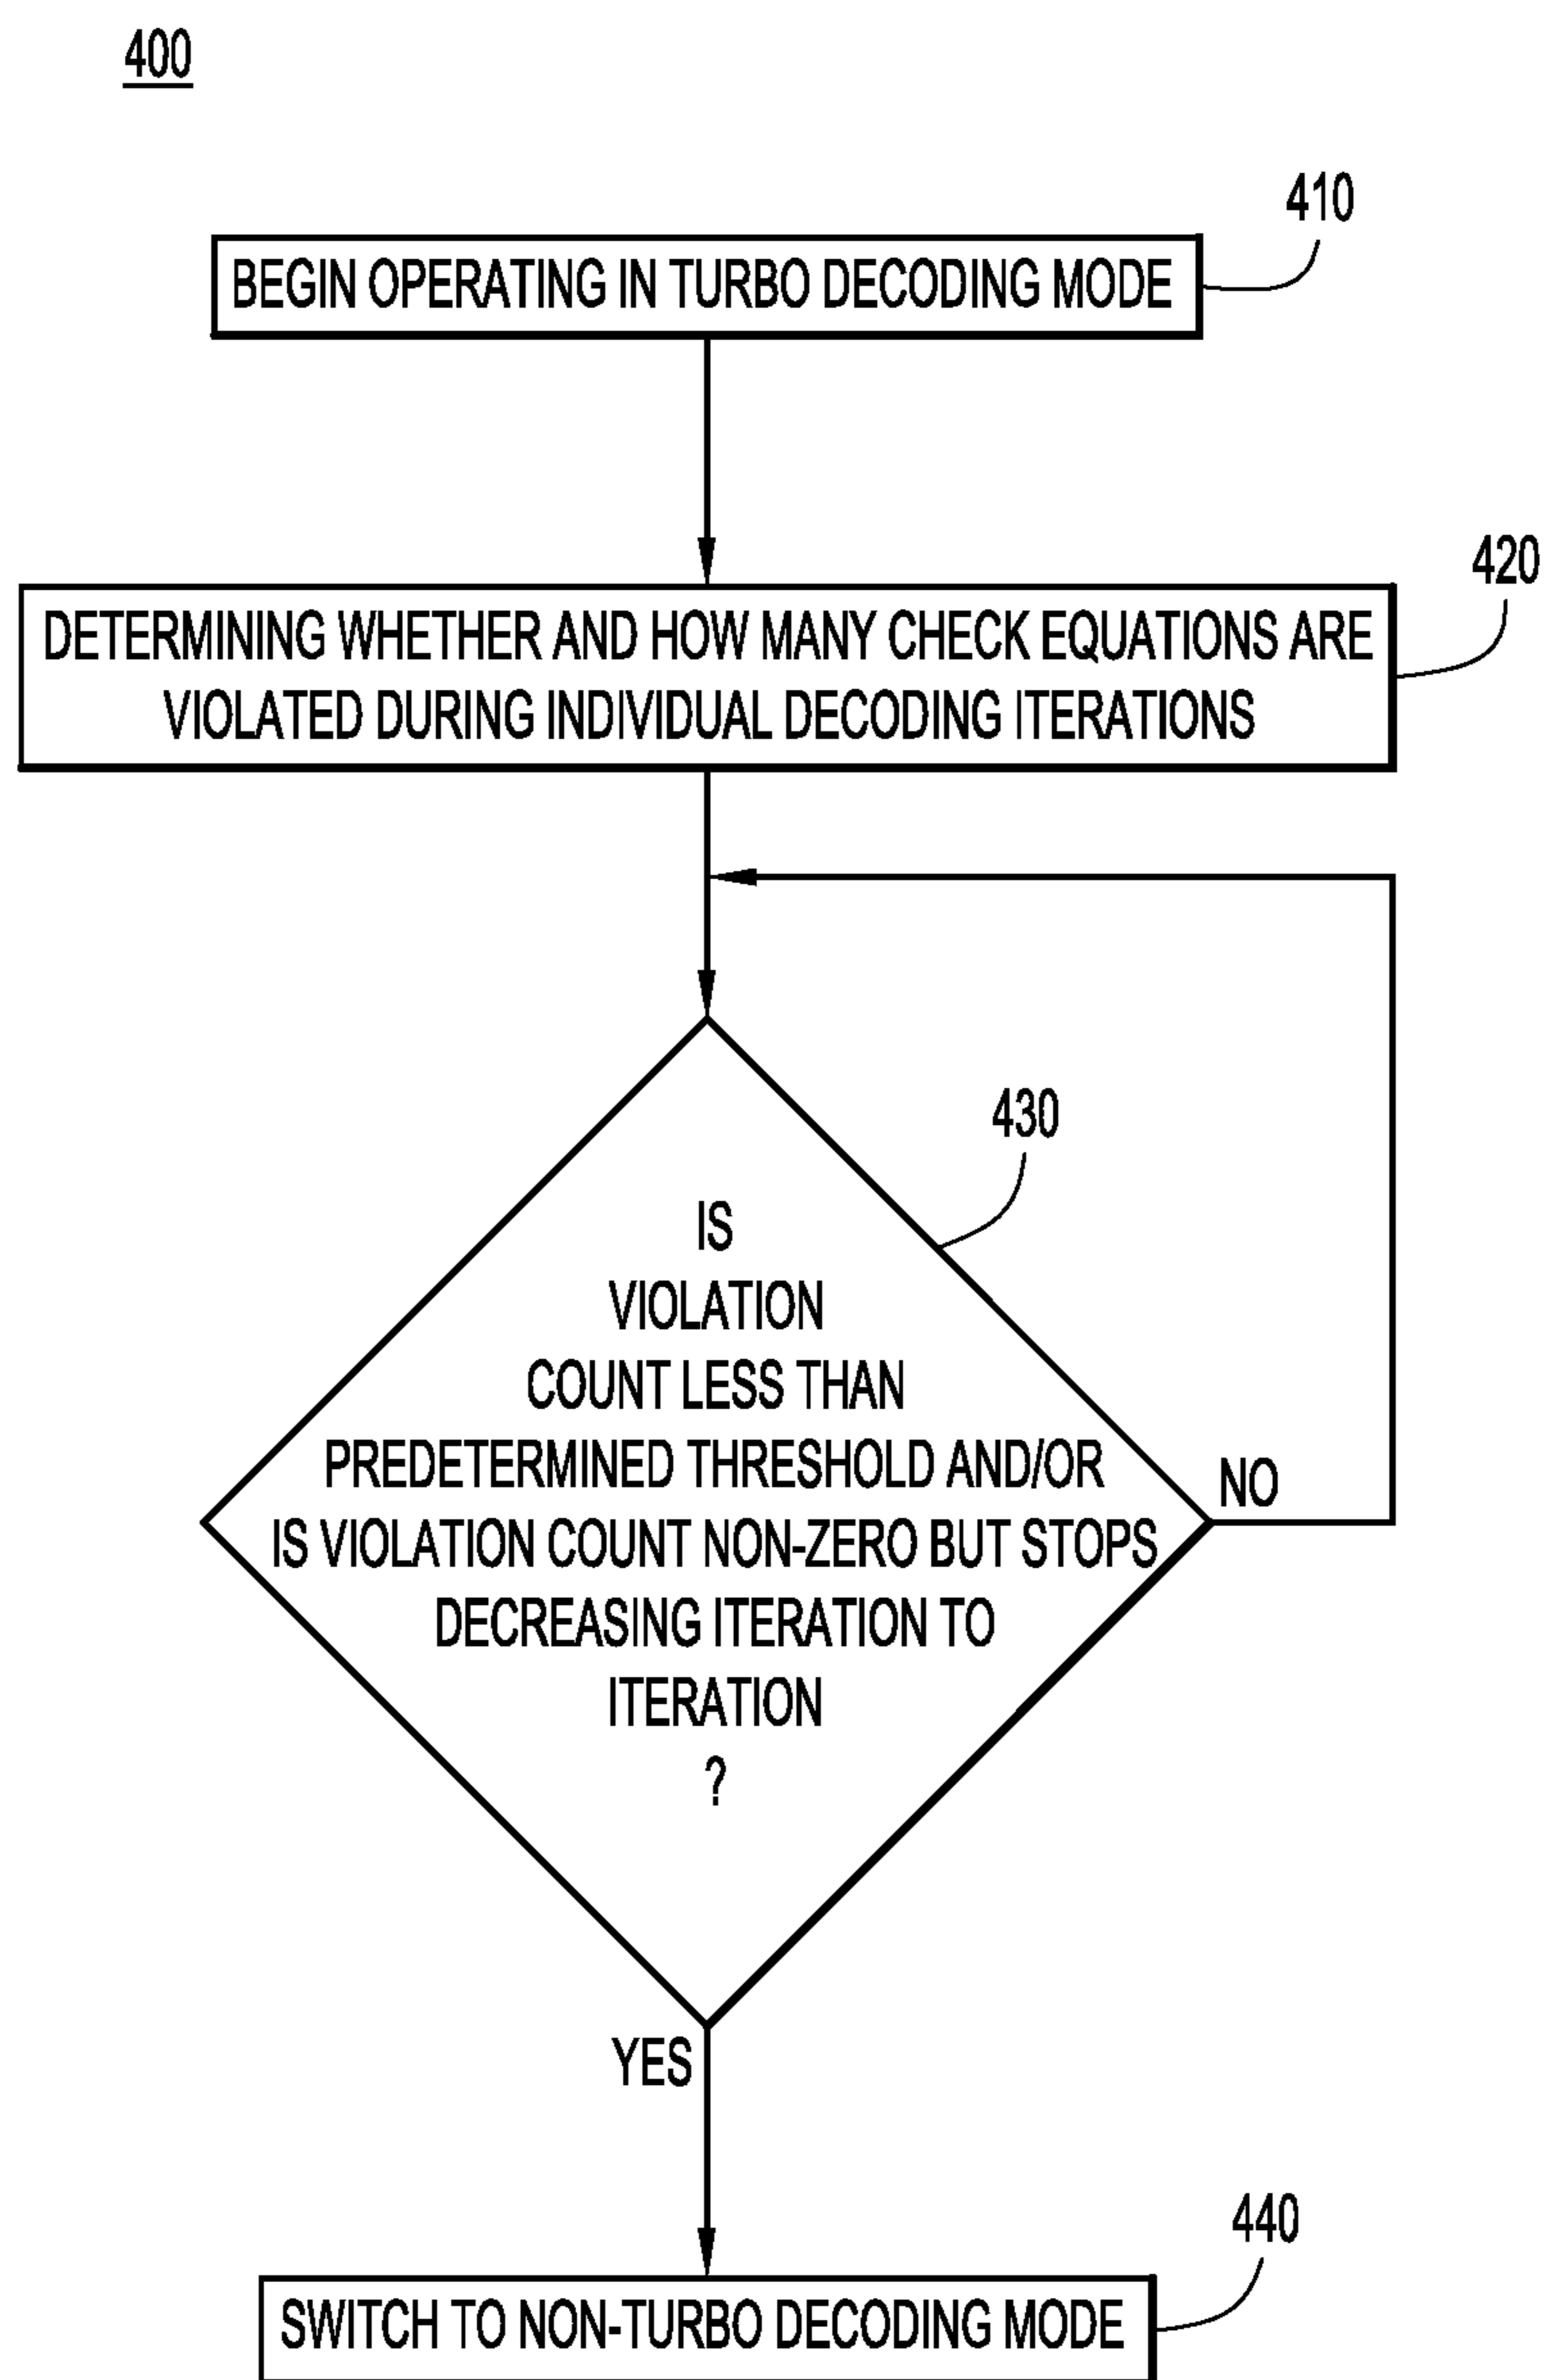 400
410
BEGIN OPERATING IN TURBO DECODING MODE
420
DETERMINING WHETHER AND HOW MANY CHECK EQUATIONS ARE
VIOLATED DURING INDIVIDUAL DECODING ITERATIONS
430
IS
VIOLATION
COUNT LESS THAN
PREDETERMINED THRESHOLD AND/OR
IS VIOLATION COUNT NON-ZERO BUT STOPS
DECREASING ITERATION TO
ITERATION
?
NO
YES
440
SWITCH TO NON-TURBO DECODING MODE